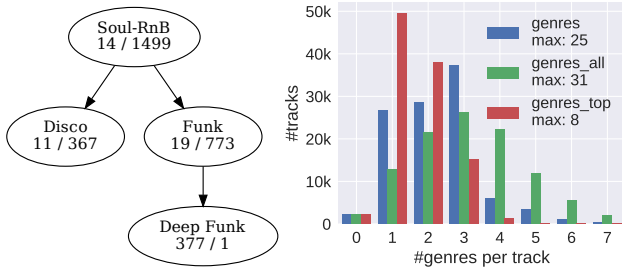 Soul-RnB
14 / 1499
Disco
11 / 367
Funk
19 / 773
Deep Funk
377 / 1
50k
40k
30k
20k
10k
0
#tracks
genres
max: 25
genres_all
max: 31
genres_top
max: 8
0 1 2 3 4 5 6 7
#genres per track